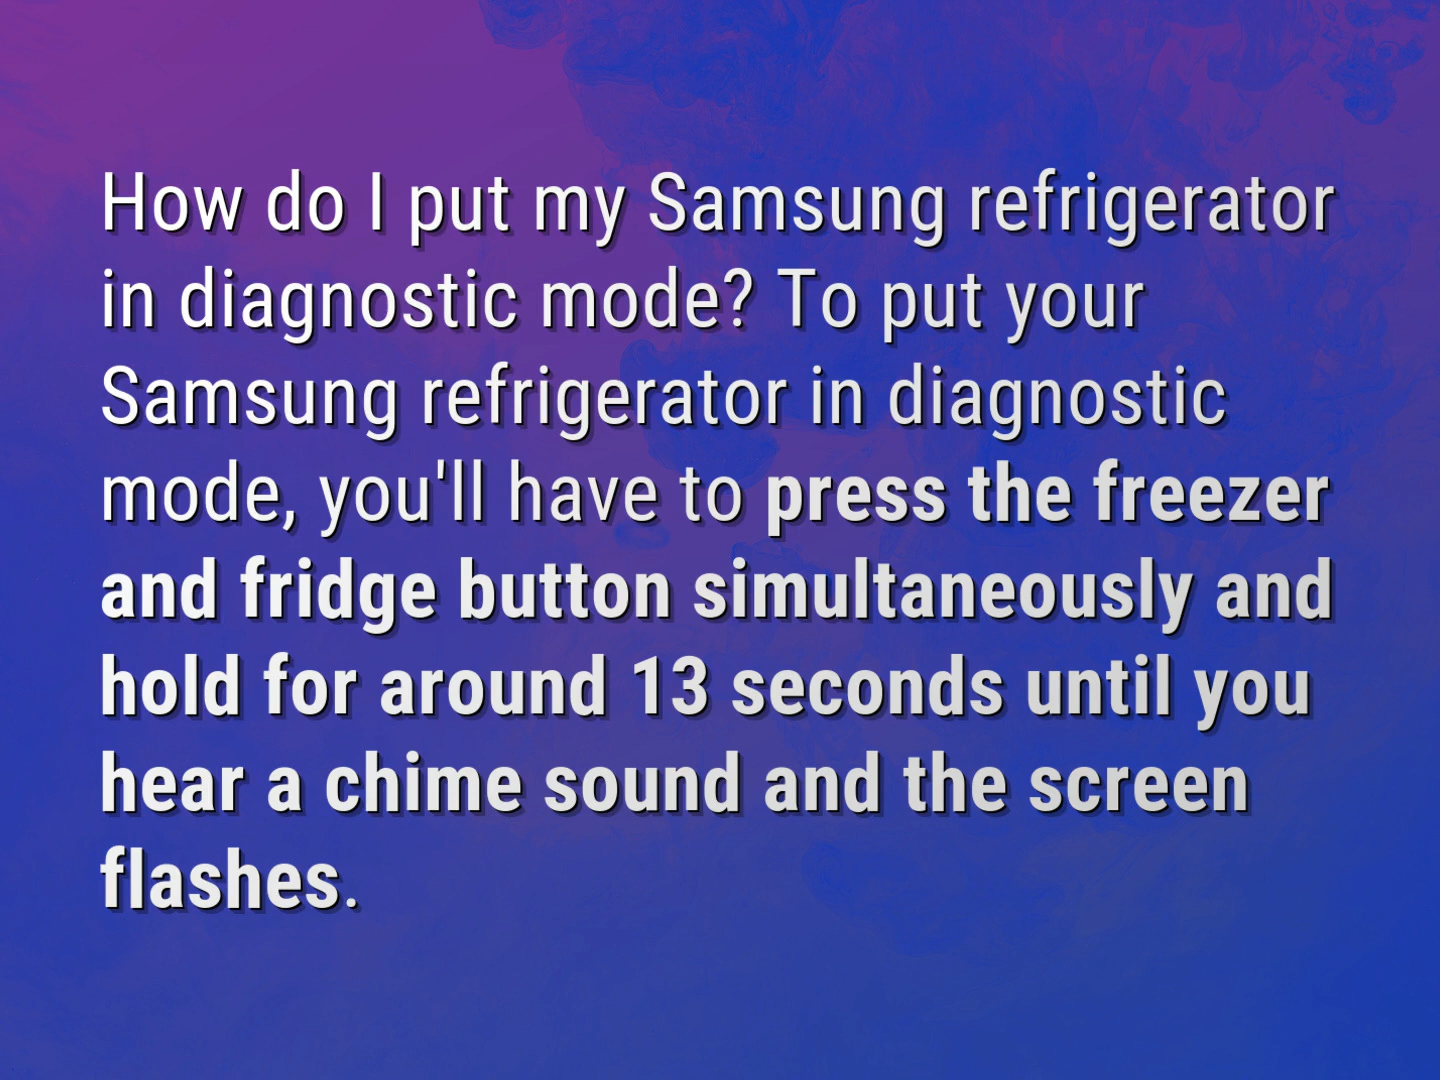 How do I put my Samsung refrigerator
in diagnostic mode? To put your
Samsung refrigerator in diagnostic
mode, you'll have to press the freezer
and fridge button simultaneously and
hold for around 13 seconds until you
hear a chime sound and the screen
flashes.